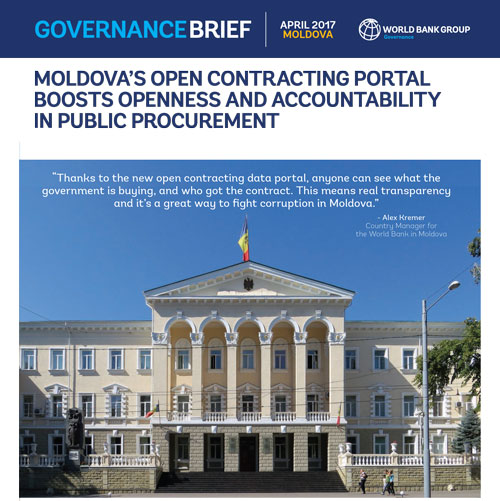 GOVERNANCE BRIEF
APRIL 2017
MOLDOVA
WORLD BANK GROUP
Governance
MOLDOVA'S OPEN CONTRACTING PORTAL
BOOSTS OPENNESS AND ACCOUNTABILITY
IN PUBLIC PROCUREMENT
"Thanks to the new open contracting data portal, anyone can see what the
government is buying, and who got the contract. This means real transparency
and it's a great way to fight corruption in Moldova."
- Alex Kremer
Country Manager for
the World Bank in Moldova